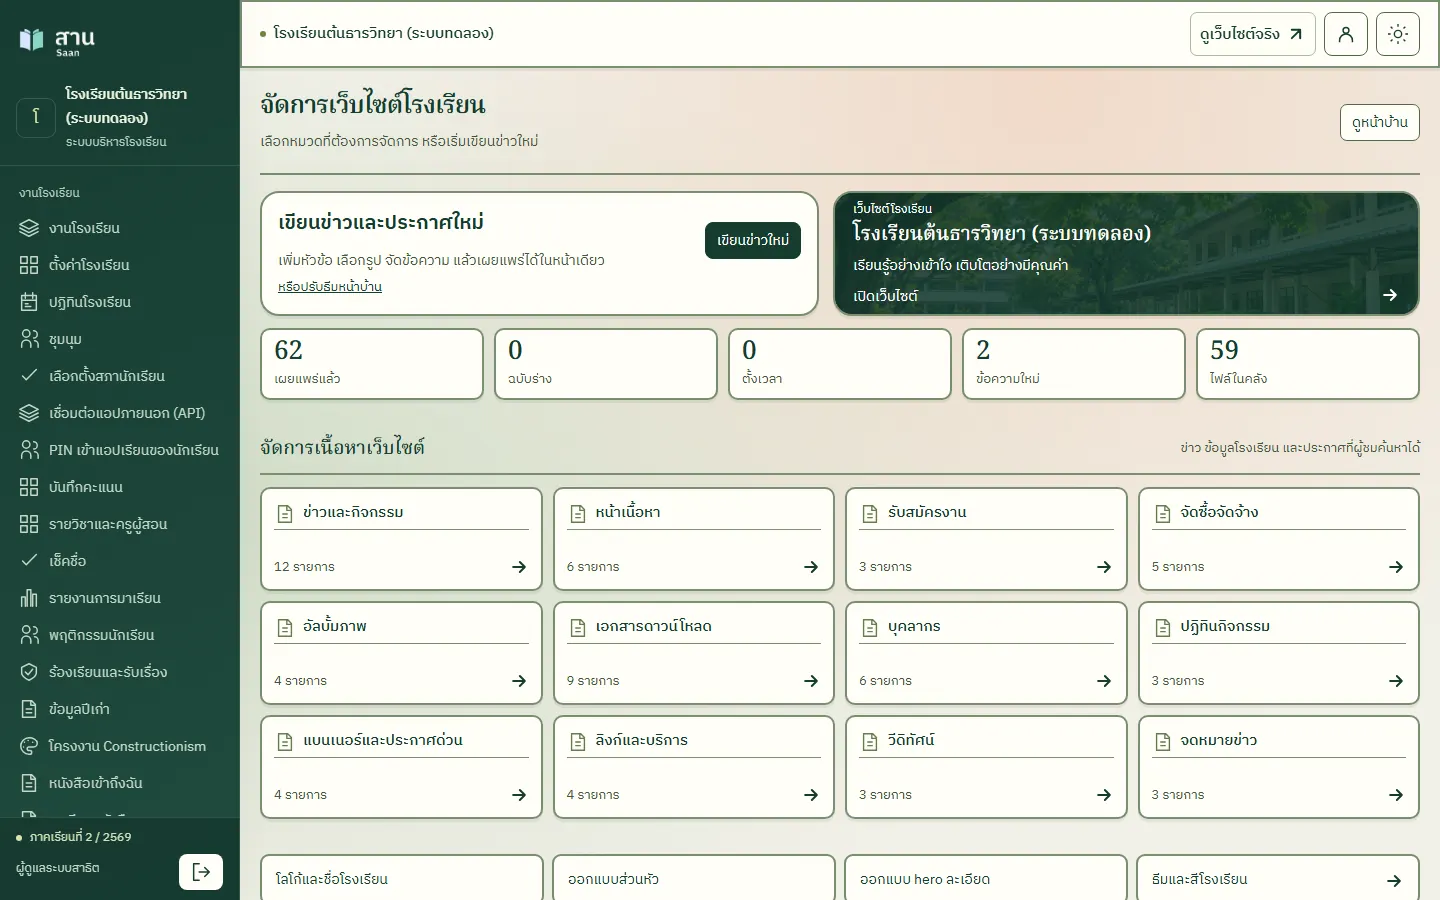 สาน
Saan
โรงเรียนต้นธารวิทยา
(ระบบทดลอง)
ระบบบริหารโรงเรียน
โ
งานโรงเรียน
งานโรงเรียน
ตั้งค่าโรงเรียน
ปฏิทินโรงเรียน
ชุมนุม
เลือกตั้งสภานักเรียน
เชื่อมต่อแอปภายนอก (API)
PIN เข้าแอปเรียนของนักเรียน
บันทึกคะแนน
รายวิชาและครูผู้สอน
เช็คชื่อ
รายงานการมาเรียน
พฤติกรรมนักเรียน
ร้องเรียนและรับเรื่อง
ข้อมูลปีเก่า
โครงงาน Constructionism
หนังสือเข้าถึงฉัน
ภาคเรียนที่ 2 / 2569
ผู้ดูแลระบบสาธิต
โรงเรียนต้นธารวิทยา (ระบบทดลอง)
ดูเว็บไซต์จริง
จัดการเว็บไซต์โรงเรียน
เลือกหมวดที่ต้องการจัดการ หรือเริ่มเขียนข่าวใหม่
ดูหน้าบ้าน
เขียนข่าวและประกาศใหม่
เพิ่มหัวข้อ เลือกรูป จัดข้อความ แล้วเผยแพร่ได้ในหน้าเดียว
หรือปรับธีมหน้าบ้าน
เขียนข่าวใหม่
เว็บไซต์โรงเรียน
โรงเรียนต้นธารวิทยา (ระบบทดลอง)
เรียนรู้อย่างเข้าใจ เติบโตอย่างมีคุณค่า
เปิดเว็บไซต์
62
เผยแพร่แล้ว
0
ฉบับร่าง
0
ตั้งเวลา
2
ข้อความใหม่
59
ไฟล์ในคลัง
จัดการเนื้อหาเว็บไซต์
ข่าว ข้อมูลโรงเรียน และประกาศที่ผู้ชมค้นหาได้
ข่าวและกิจกรรม
12 รายการ
หน้าเนื้อหา
6 รายการ
รับสมัครงาน
3 รายการ
จัดซื้อจัดจ้าง
5 รายการ
อัลบั้มภาพ
4 รายการ
เอกสารดาวน์โหลด
9 รายการ
บุคลากร
6 รายการ
ปฏิทินกิจกรรม
3 รายการ
แบนเนอร์และประกาศด่วน
4 รายการ
ลิงก์และบริการ
4 รายการ
วีดิทัศน์
3 รายการ
จดหมายข่าว
3 รายการ
โลโก้และชื่อโรงเรียน
ออกแบบส่วนหัว
ออกแบบ hero ละเอียด
ธีมและสีโรงเรียน